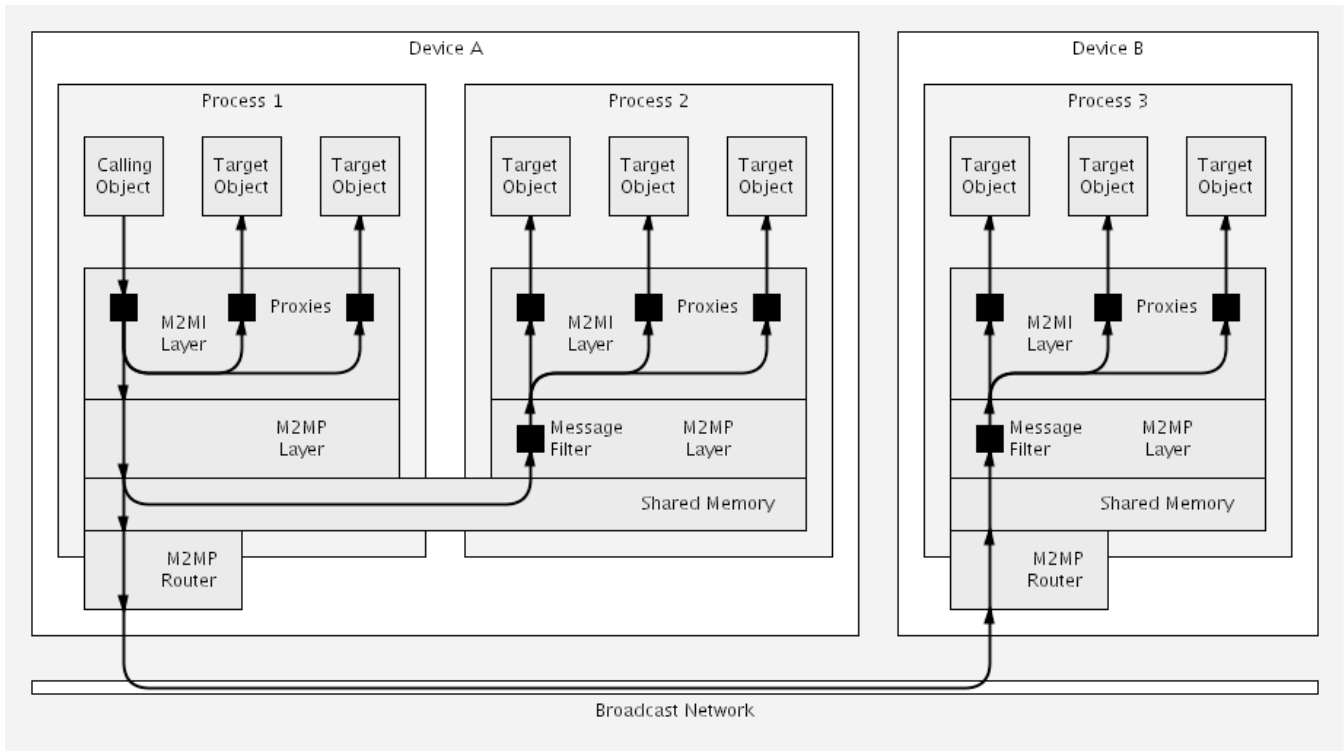 Device A
Device B
Process 1
Process 2
Process 3
Calling
Object
Target
Object
Target
Object
Target
Object
Target
Object
Target
Object
Target
Object
Target
Object
Target
Object
Proxies
M2MI
Layer
Proxies
M2MI
Layer
Proxies
M2MI
Layer
M2MP
Layer
Message
Filter
M2MP
Layer
Message
Filter
M2MP
Layer
Shared Memory
Shared Memory
M2MP
Router
M2MP
Router
Broadcast Network